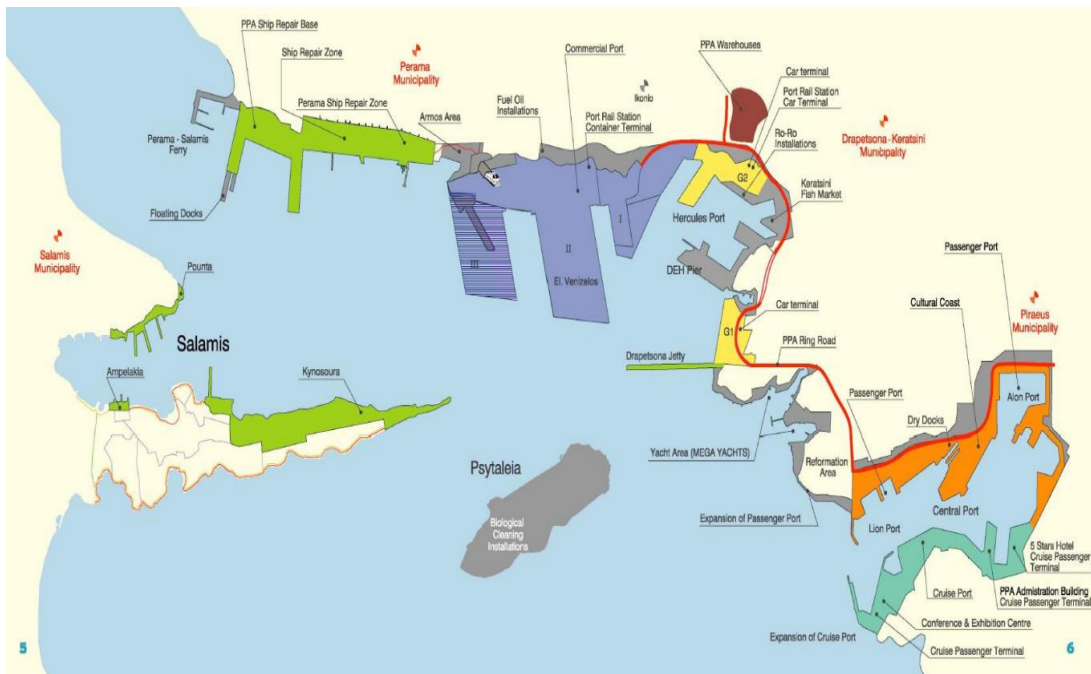 PPA Ship Repair Base
Ship Repair Zone
Perama
Municipality
Perama Ship Repair Zone
Armos Area
Fuel Oil
Installations
Commercial Port
Port Rail Station
Container Terminal
Ikonio
PPA Warehouses
Car terminal
Port Rail Station
Car Terminal
Ro-Ro
Installations
Drapetsona-Keratsini
Municipality
Keratsini
Fish Market
Perama - Salamis
Ferry
Floating Docks
G2
Hercules Port
I
II
III
El. Venizelos
DEH Pier
Salamis
Municipality
Pounta
Salamis
Ampelakia
Kynosoura
G1
Car terminal
PPA Ring Road
Drapetsona Jetty
Passenger Port
Cultural Coast
Piraeus
Municipality
Passenger Port
Alon Port
Dry Docks
Yacht Area (MEGA YACHTS)
Reformation
Area
Psytaleia
Biological
Cleaning
Installations
Expansion of Passenger Port
Lion Port
Central Port
5 Stars Hotel
Cruise Passenger
Terminal
PPA Admistration Building
Cruise Passenger Terminal
Cruise Port
Conference & Exhibition Centre
Expansion of Cruise Port
Cruise Passenger Terminal
5
6